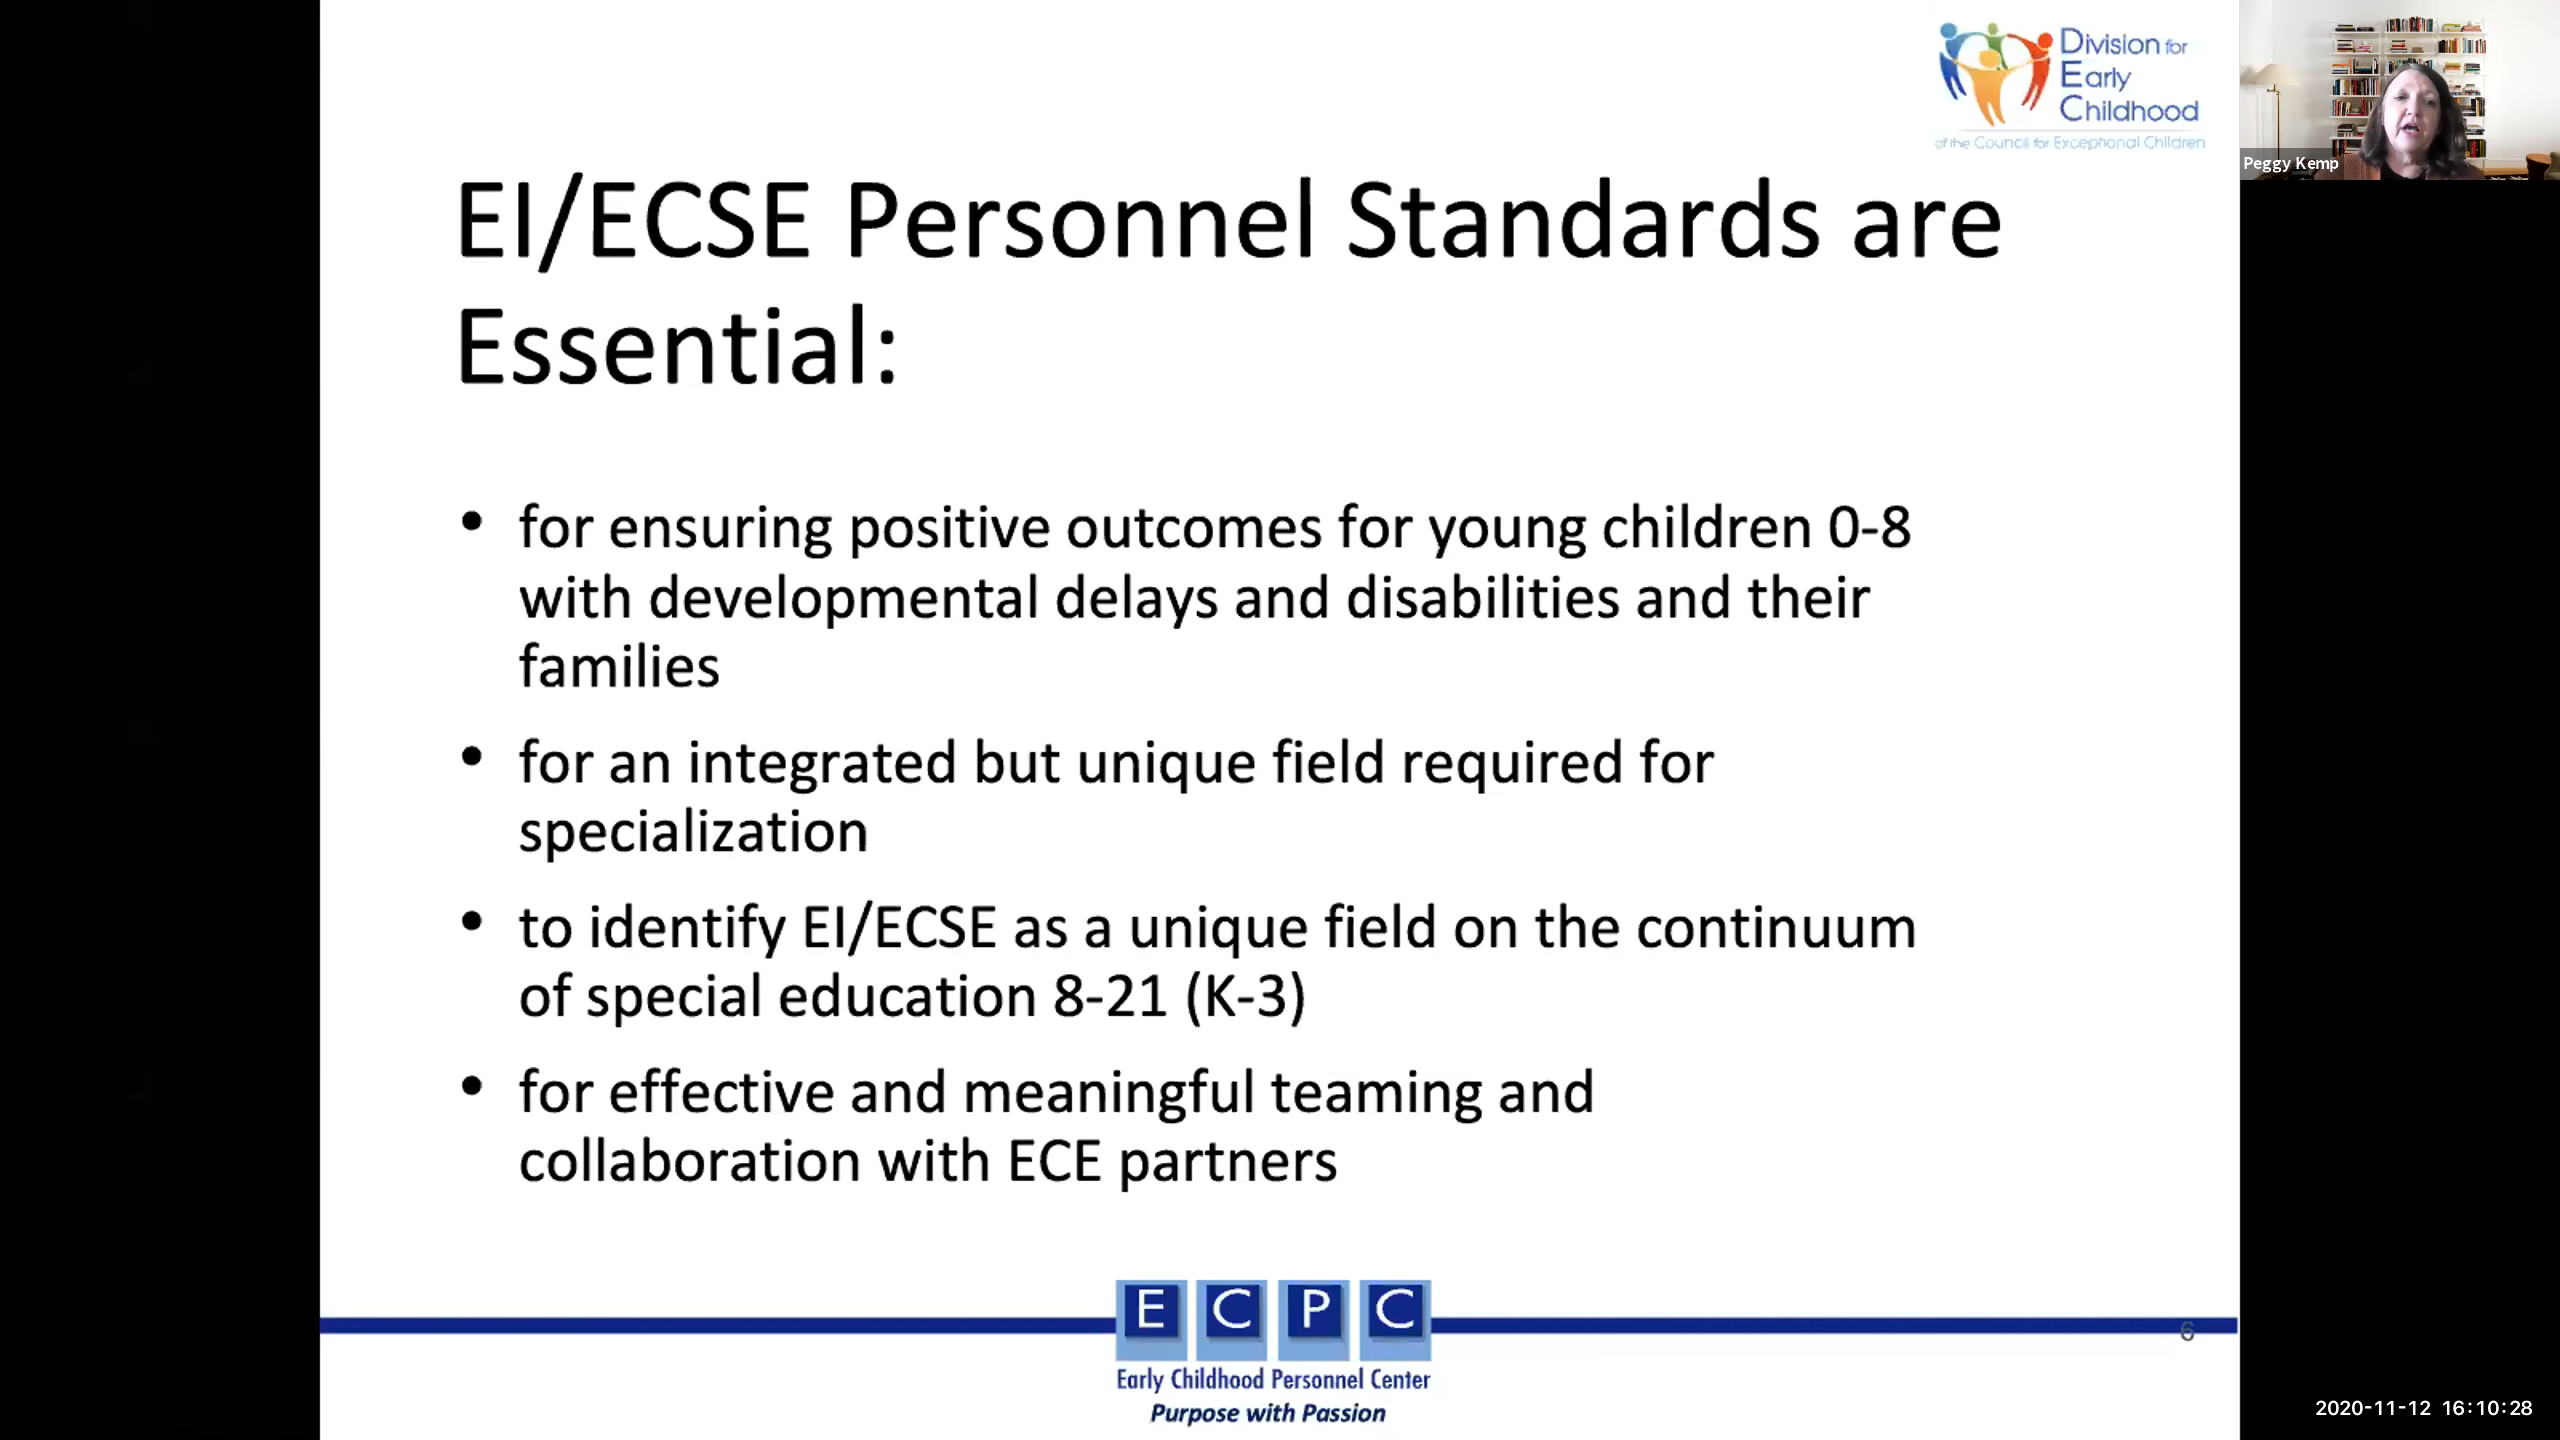 Division for
Early
Childhood
of the Council for Exceptional Children
Peggy Kemp
EI/ECSE Personnel Standards are
Essential:
• for ensuring positive outcomes for young children 0-8
with developmental delays and disabilities and their
families
• for an integrated but unique field required for
specialization
• to identify EI/ECSE as a unique field on the continuum
of special education 8-21 (K-3)
• for effective and meaningful teaming and
collaboration with ECE partners
E C P C
6
Early Childhood Personnel Center
Purpose with Passion
2020-11-12 16:10:28